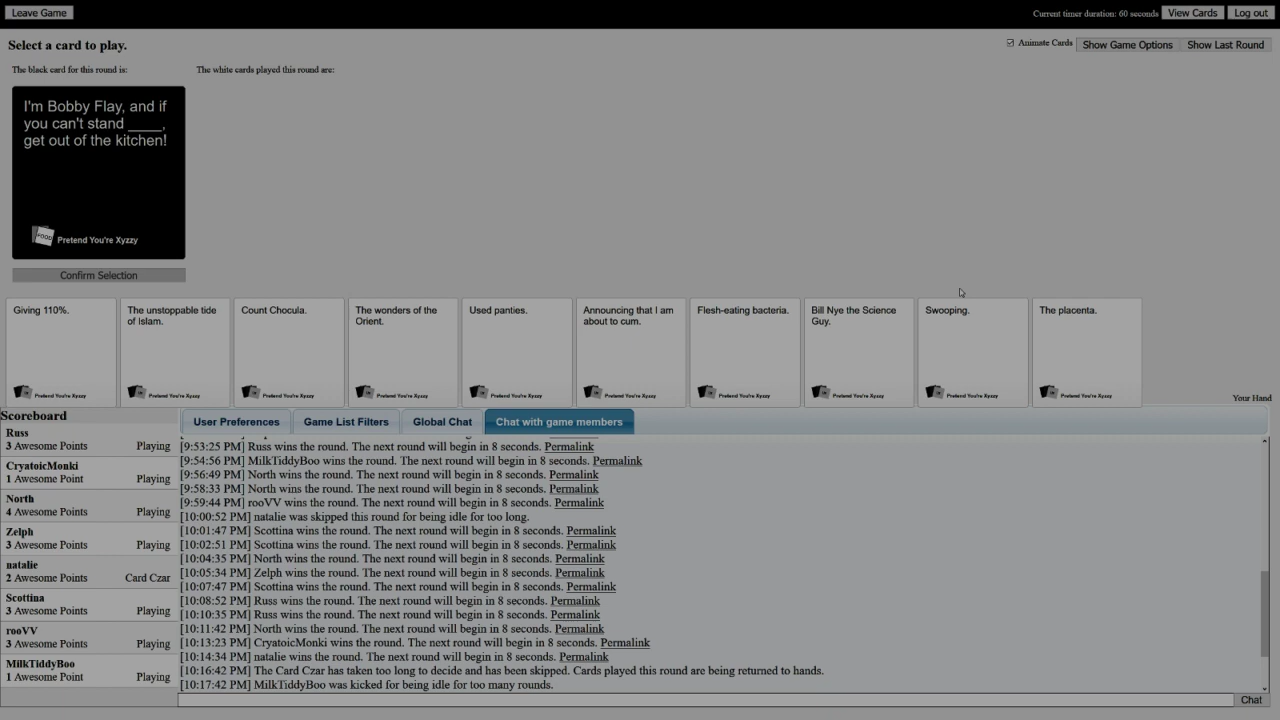 Leave Game
Current timer duration: 60 seconds View Cards Log out
Select a card to play.
Animate Cards Show Game Options Show Last Round
The black card for this round is:
The white cards played this round are:
I'm Bobby Flay, and if
you can't stand ____,
get out of the kitchen!
FOOD Pretend You're Xyzzy
Confirm Selection
Giving 110%.
Pretend You're Xyzzy
The unstoppable tide
of Islam.
Pretend You're Xyzzy
Count Chocula.
Pretend You're Xyzzy
The wonders of the
Orient.
Pretend You're Xyzzy
Used panties.
Pretend You're Xyzzy
Announcing that I am
about to cum.
Pretend You're Xyzzy
Flesh-eating bacteria.
Pretend You're Xyzzy
Bill Nye the Science
Guy.
Pretend You're Xyzzy
Swooping.
Pretend You're Xyzzy
The placenta.
Pretend You're Xyzzy
Your Hand
Scoreboard
Russ
3 Awesome Points Playing
CryatoicMonki
1 Awesome Point Playing
North
4 Awesome Points Playing
Zelph
3 Awesome Points Playing
natalie
2 Awesome Points Card Czar
Scottina
3 Awesome Points Playing
rooVV
3 Awesome Points Playing
MilkTiddyBoo
1 Awesome Points Playing
User Preferences Game List Filters Global Chat Chat with game members
[9:53:25 PM] Russ wins the round. The next round will begin in 8 seconds. Permalink
[9:54:56 PM] MilkTiddyBoo wins the round. The next round will begin in 8 seconds. Permalink
[9:56:49 PM] North wins the round. The next round will begin in 8 seconds. Permalink
[9:58:33 PM] North wins the round. The next round will begin in 8 seconds. Permalink
[9:59:44 PM] rooVV wins the round. The next round will begin in 8 seconds. Permalink
[10:00:52 PM] natalie was skipped this round for being idle for too long.
[10:01:47 PM] Scottina wins the round. The next round will begin in 8 seconds. Permalink
[10:02:51 PM] Scottina wins the round. The next round will begin in 8 seconds. Permalink
[10:04:35 PM] North wins the round. The next round will begin in 8 seconds. Permalink
[10:05:34 PM] Zelph wins the round. The next round will begin in 8 seconds. Permalink
[10:07:47 PM] Scottina wins the round. The next round will begin in 8 seconds. Permalink
[10:08:52 PM] Russ wins the round. The next round will begin in 8 seconds. Permalink
[10:10:35 PM] Russ wins the round. The next round will begin in 8 seconds. Permalink
[10:11:42 PM] North wins the round. The next round will begin in 8 seconds. Permalink
[10:13:23 PM] CryatoicMonki wins the round. The next round will begin in 8 seconds. Permalink
[10:14:34 PM] natalie wins the round. The next round will begin in 8 seconds. Permalink
[10:16:42 PM] The Card Czar has taken too long to decide and has been skipped. Cards played this round are being returned to hands.
[10:17:42 PM] MilkTiddyBoo was kicked for being idle for too many rounds.
Chat